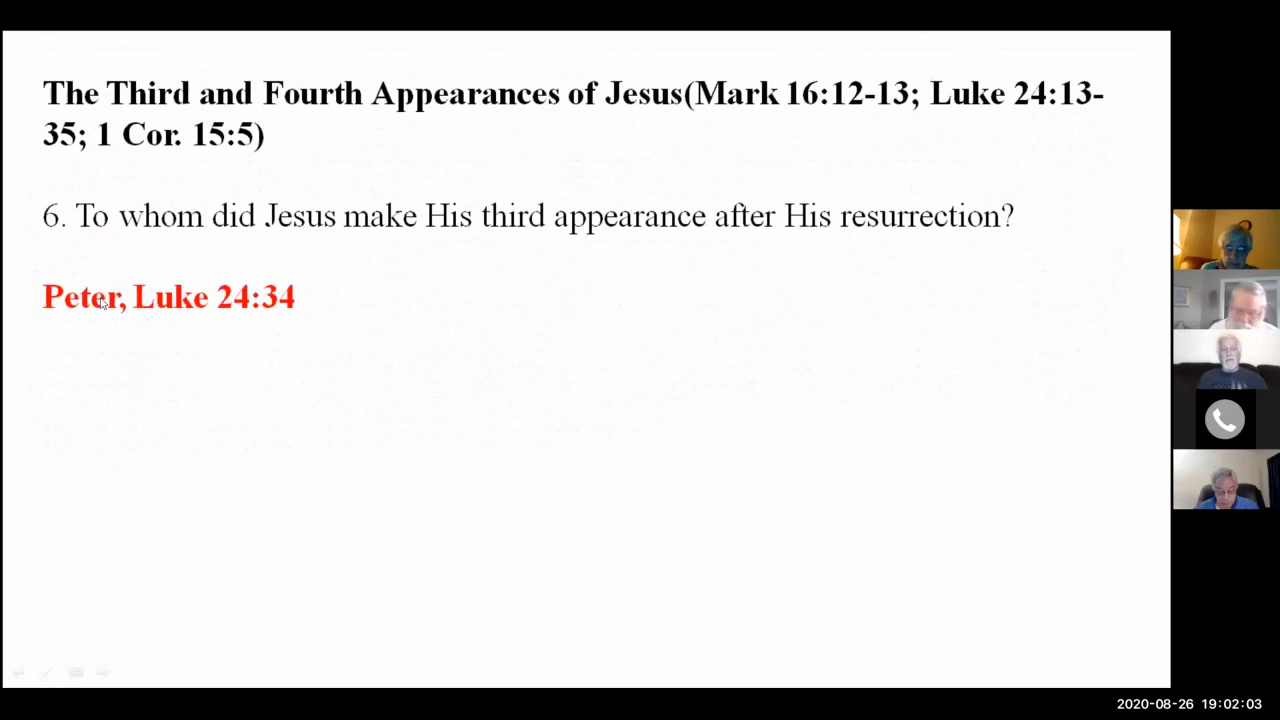 The Third and Fourth Appearances of Jesus(Mark 16:12-13; Luke 24:13-
35; 1 Cor. 15:5)
6. To whom did Jesus make His third appearance after His resurrection?
Peter, Luke 24:34
2020-08-26 19:02:03